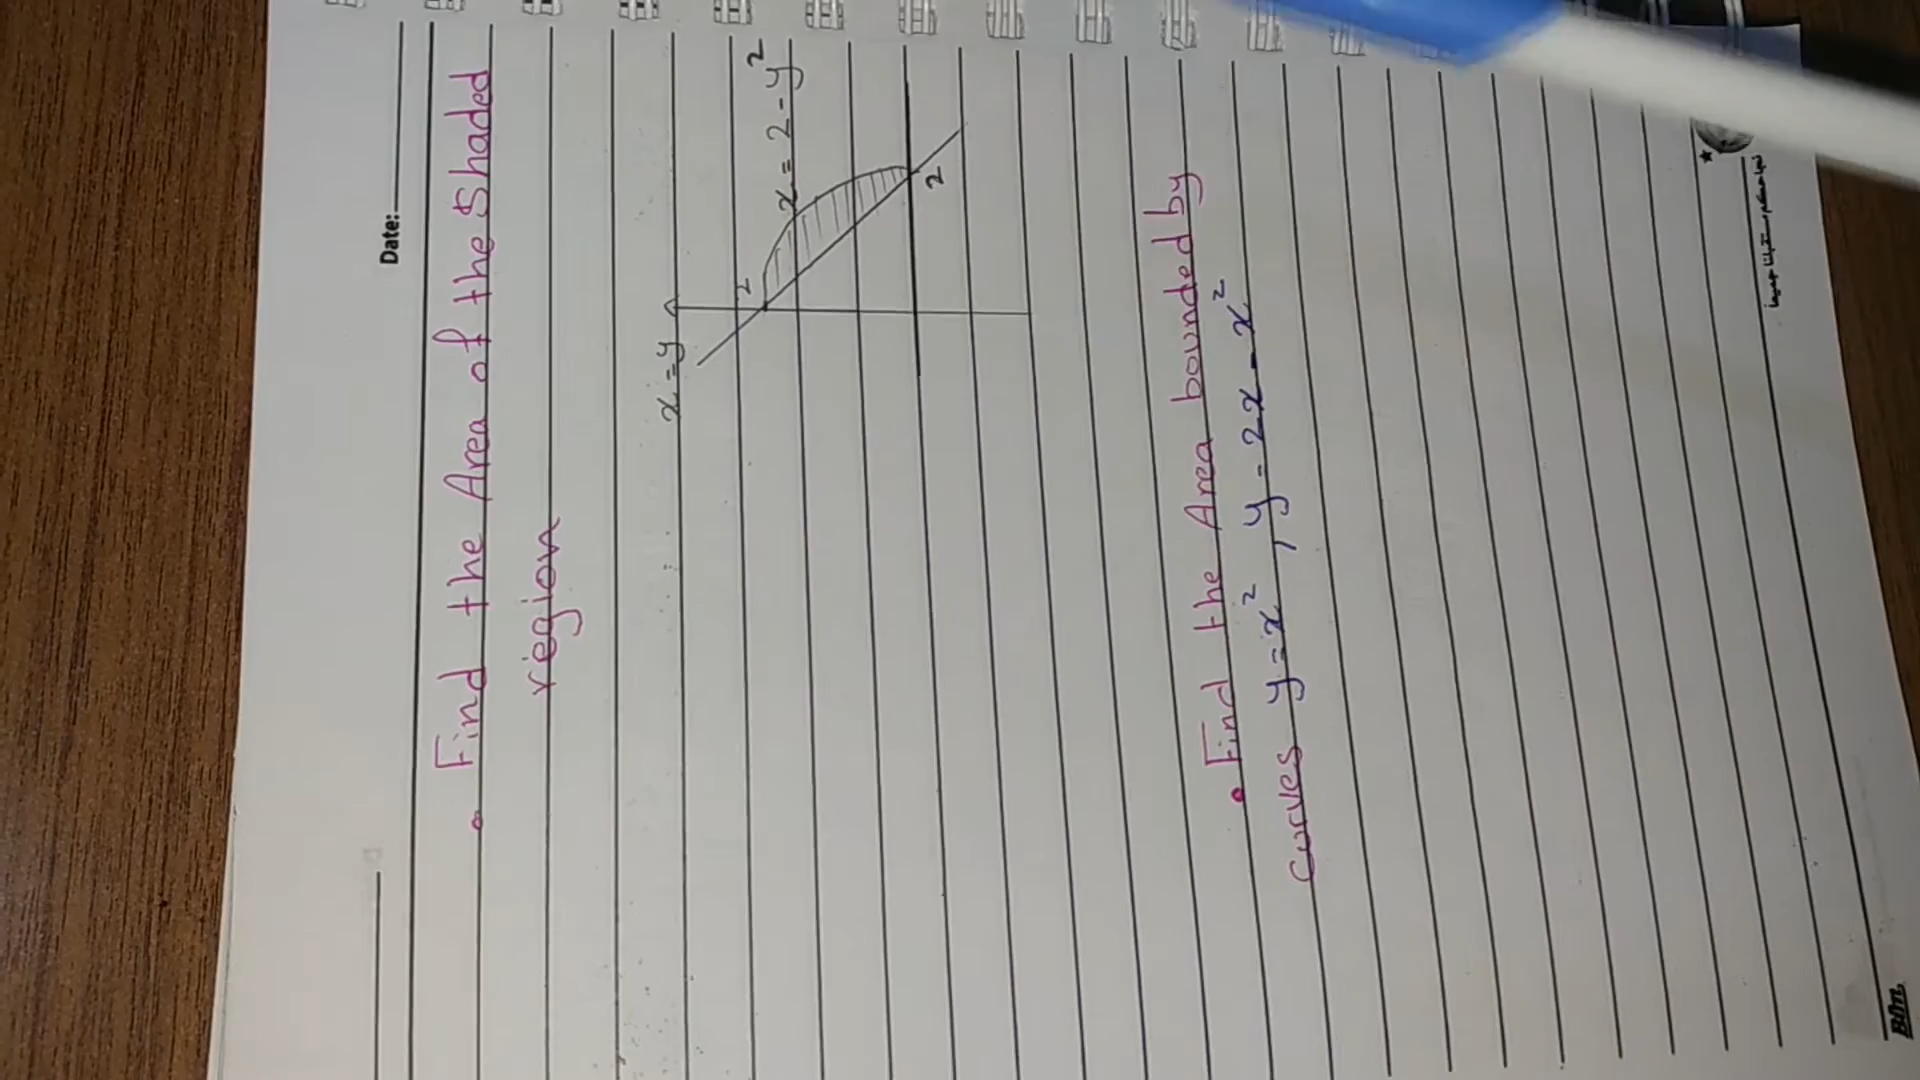 Date:
• Find the Area of the shaded
region
x=y
x=2-y²
2
2
• Find the Area bounded by
curves y=x² , y=2x-x²